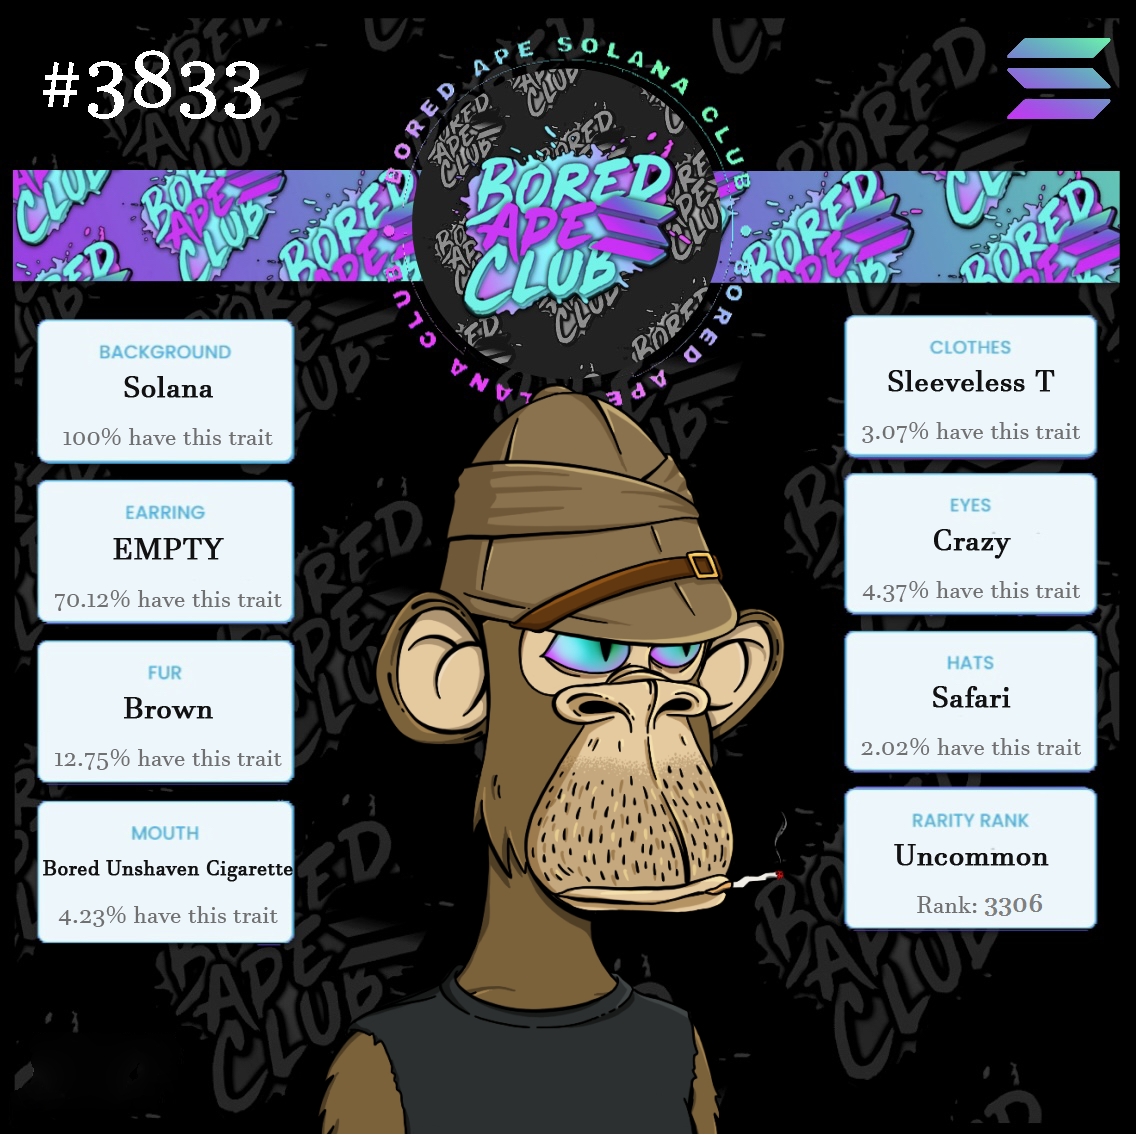 #3833
BORED APE SOLANA CLUB
BORED
APE
CLUB
BACKGROUND
Solana
100% have this trait
EARRING
EMPTY
70.12% have this trait
FUR
Brown
12.75% have this trait
MOUTH
Bored Unshaven Cigarette
4.23% have this trait
CLOTHES
Sleeveless T
3.07% have this trait
EYES
Crazy
4.37% have this trait
HATS
Safari
2.02% have this trait
RARITY RANK
Uncommon
Rank: 3306